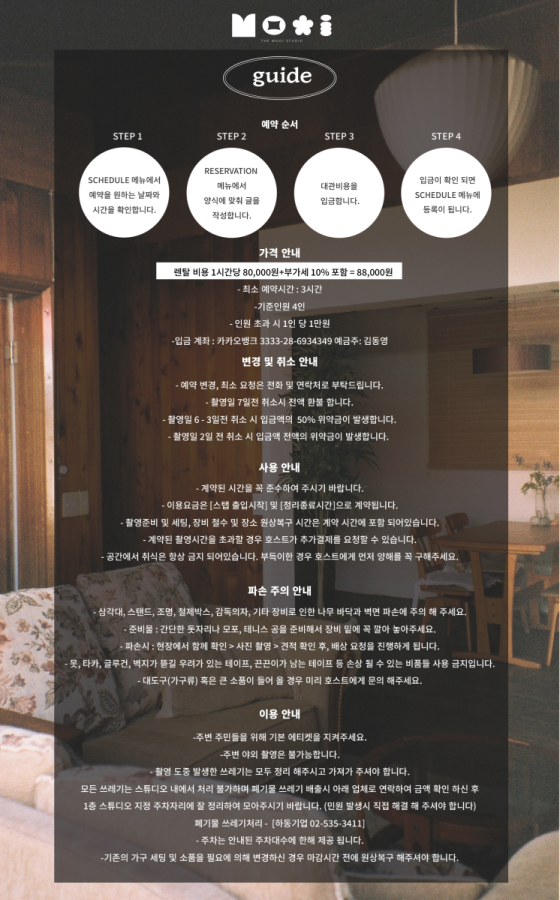 Moki
THE MOKI STUDIO
guide
예약 순서
STEP 1
STEP 2
STEP 3
STEP 4
SCHEDULE 메뉴에서
예약을 원하는 날짜와
시간을 확인합니다.
RESERVATION
메뉴에서
양식에 맞춰 글을
작성합니다.
대관비용을
입금합니다.
입금이 확인 되면
SCHEDULE 메뉴에
등록이 됩니다.
가격 안내
렌탈 비용 1시간당 80,000원+부가세 10% 포함 = 88,000원
- 최소 예약시간 : 3시간
-기준인원 4인
- 인원 초과 시 1인 당 1만원
-입금 계좌 : 카카오뱅크 3333-28-6934349 예금주: 김동영
변경 및 취소 안내
- 예약 변경, 최소 요청은 전화 및 연락처로 부탁드립니다.
- 촬영일 7일전 취소시 전액 환불 합니다.
- 촬영일 6 - 3일전 취소 시 입금액의 50% 위약금이 발생합니다.
- 촬영일 2일 전 취소 시 입금액 전액의 위약금이 발생합니다.
사용 안내
- 계약된 시간을 꼭 준수하여 주시기 바랍니다.
- 이용요금은 [스탭 출입시작] 및 [정리종료시간]으로 계약됩니다.
- 촬영준비 및 세팅, 장비 철수 및 장소 원상복구 시간은 계약 시간에 포함 되어있습니다.
- 계약된 촬영시간을 초과할 경우 호스트가 추가결제를 요청할 수 있습니다.
- 공간에서 취식은 항상 금지 되어있습니다. 부득이한 경우 호스트에게 먼저 양해를 꼭 구해주세요.
파손 주의 안내
- 삼각대, 스탠드, 조명, 철제박스, 감독의자, 기타 장비로 인한 나무 바닥과 벽면 파손에 주의 해 주세요.
- 준비물 : 간단한 돗자리나 모포, 테니스 공을 준비해서 장비 밑에 꼭 깔아 놓아주세요.
- 파손시 : 현장에서 함께 확인 > 사진 촬영 > 견적 확인 후, 배상 요청을 진행하게 됩니다.
- 못, 타카, 글루건, 벽지가 뜯길 우려가 있는 테이프, 끈끈이가 남는 테이프 등 손상 될 수 있는 비품들 사용 금지입니다.
- 대도구(가구류) 혹은 큰 소품이 들어 올 경우 미리 호스트에게 문의 해주세요.
이용 안내
-주변 주민들을 위해 기본 에티켓을 지켜주세요.
-주변 야외 촬영은 불가능합니다.
- 촬영 도중 발생한 쓰레기는 모두 정리 해주시고 가져가 주셔야 합니다.
모든 쓰레기는 스튜디오 내에서 처리 불가하며 폐기물 쓰레기 배출시 아래 업체로 연락하여 금액 확인 하신 후
1층 스튜디오 지정 주차자리에 잘 정리하여 모아주시기 바랍니다. (민원 발생시 직접 해결 해 주셔야 합니다)
폐기물 쓰레기처리 - [하동기업 02-535-3411]
- 주차는 안내된 주차대수에 한해 제공 됩니다.
-기존의 가구 세팅 및 소품을 필요에 의해 변경하신 경우 마감시간 전에 원상복구 해주셔야 합니다.